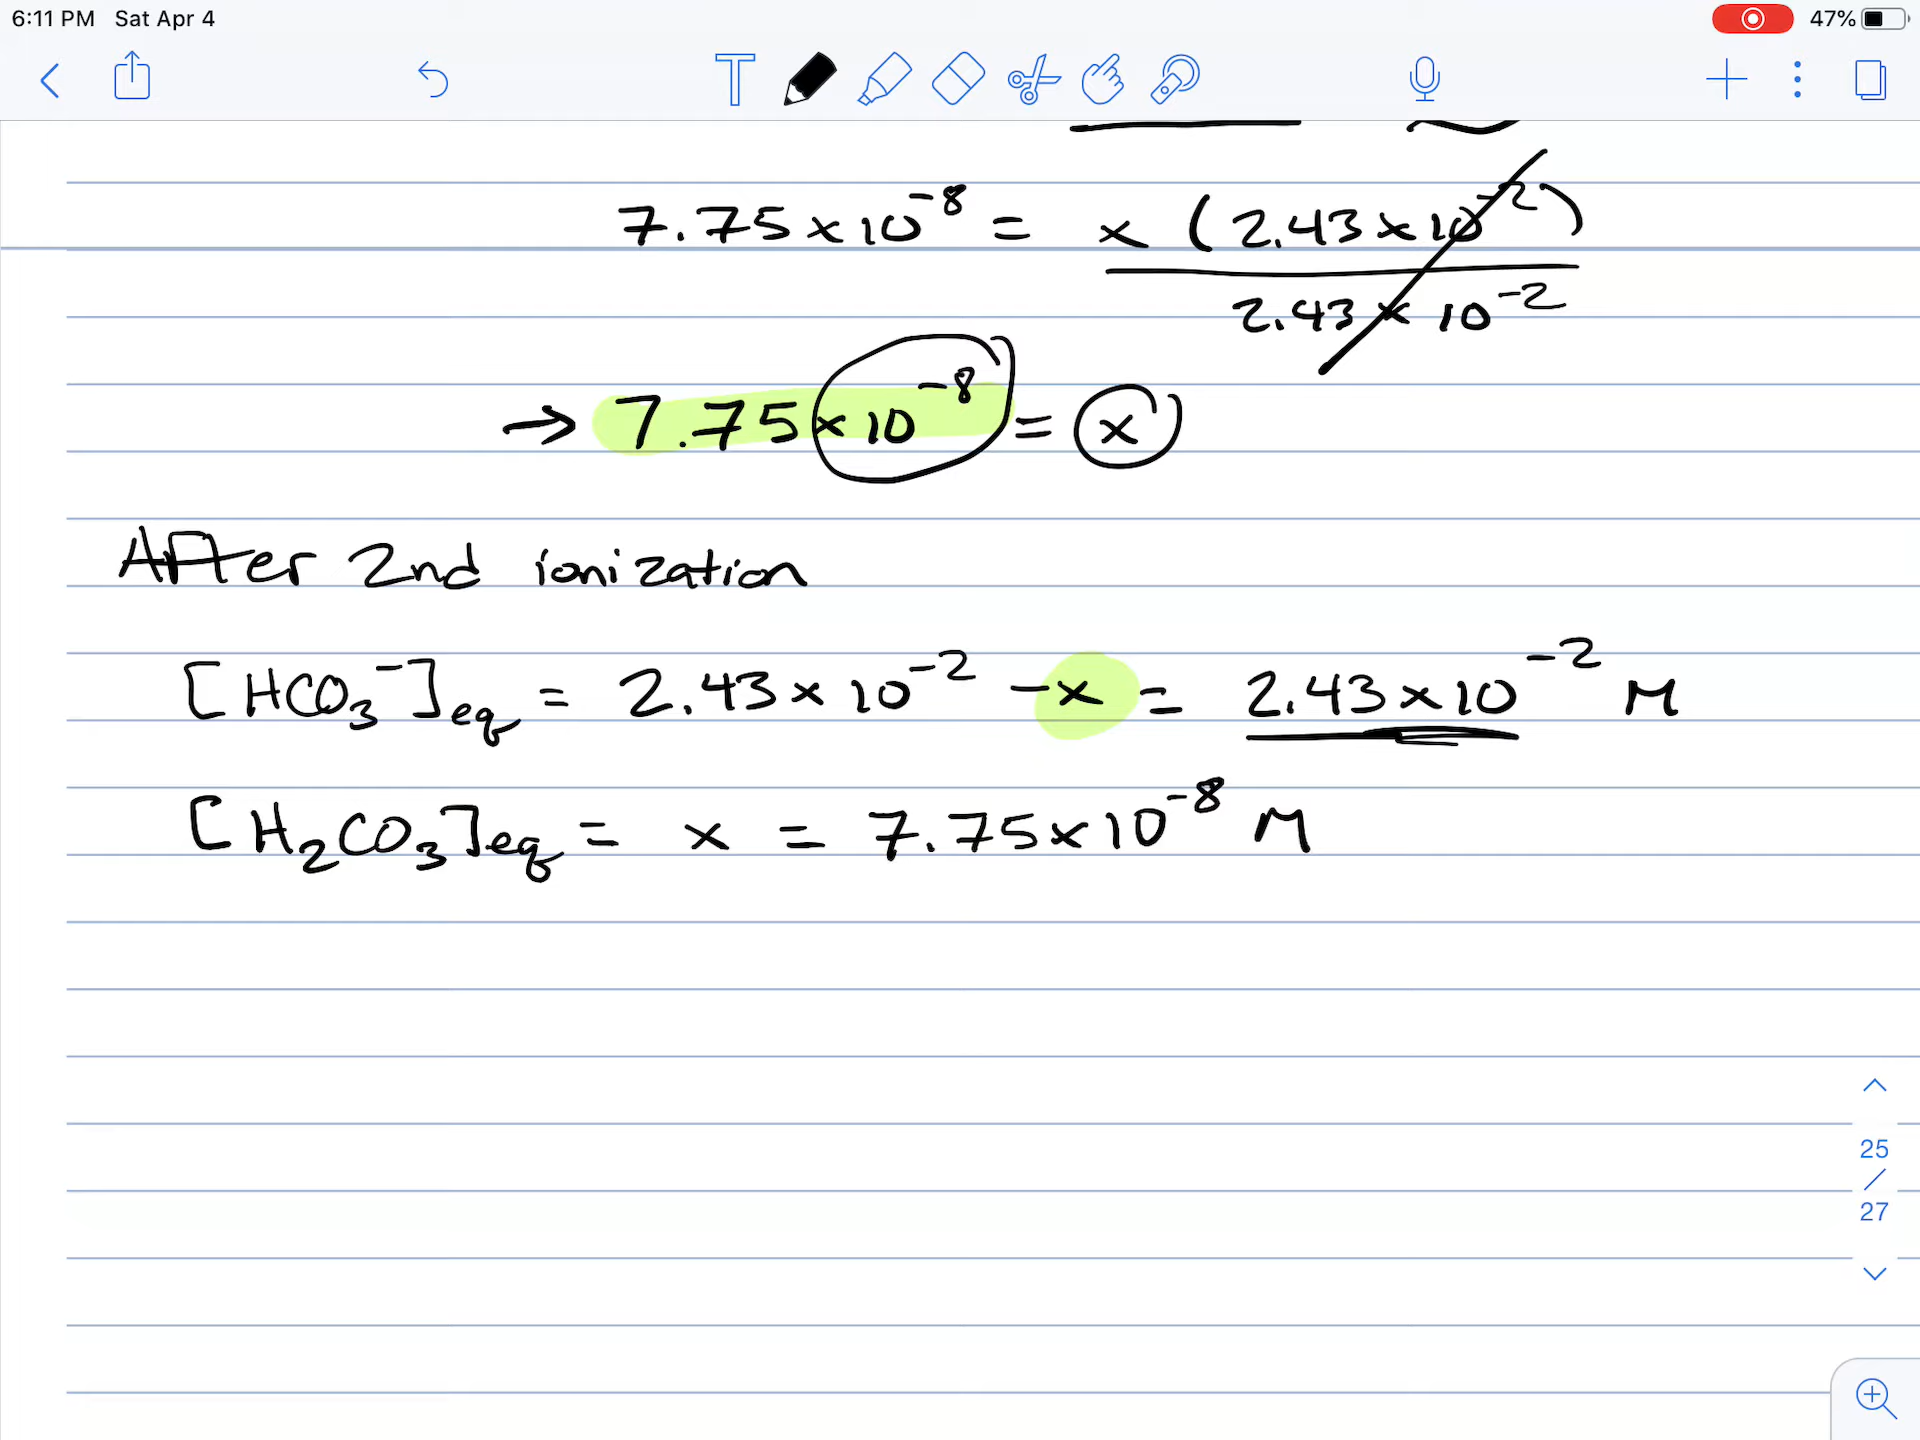 6:11 PM Sat Apr 4 47%
T
7.75 x 10⁻⁸ = x (2.43 x 10⁻²)
2.43 x 10⁻²
→ 7.75 x 10⁻⁸ = x
After 2nd ionization
[HCO₃⁻]eq = 2.43 x 10⁻² - x = 2.43 x 10⁻² M
[H₂CO₃]eq = x = 7.75 x 10⁻⁸ M
25
/
27